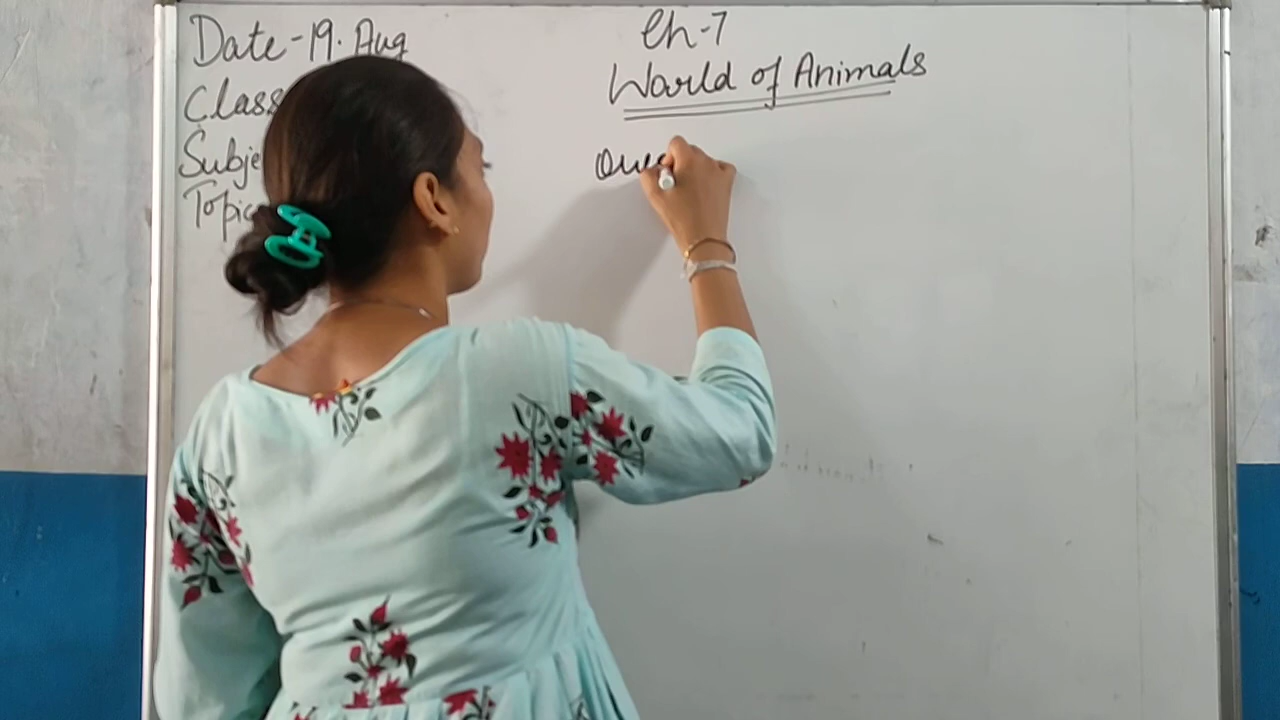 Date-19. Aug
Class
Subje
Topic
Ch-7
World of Animals
Que